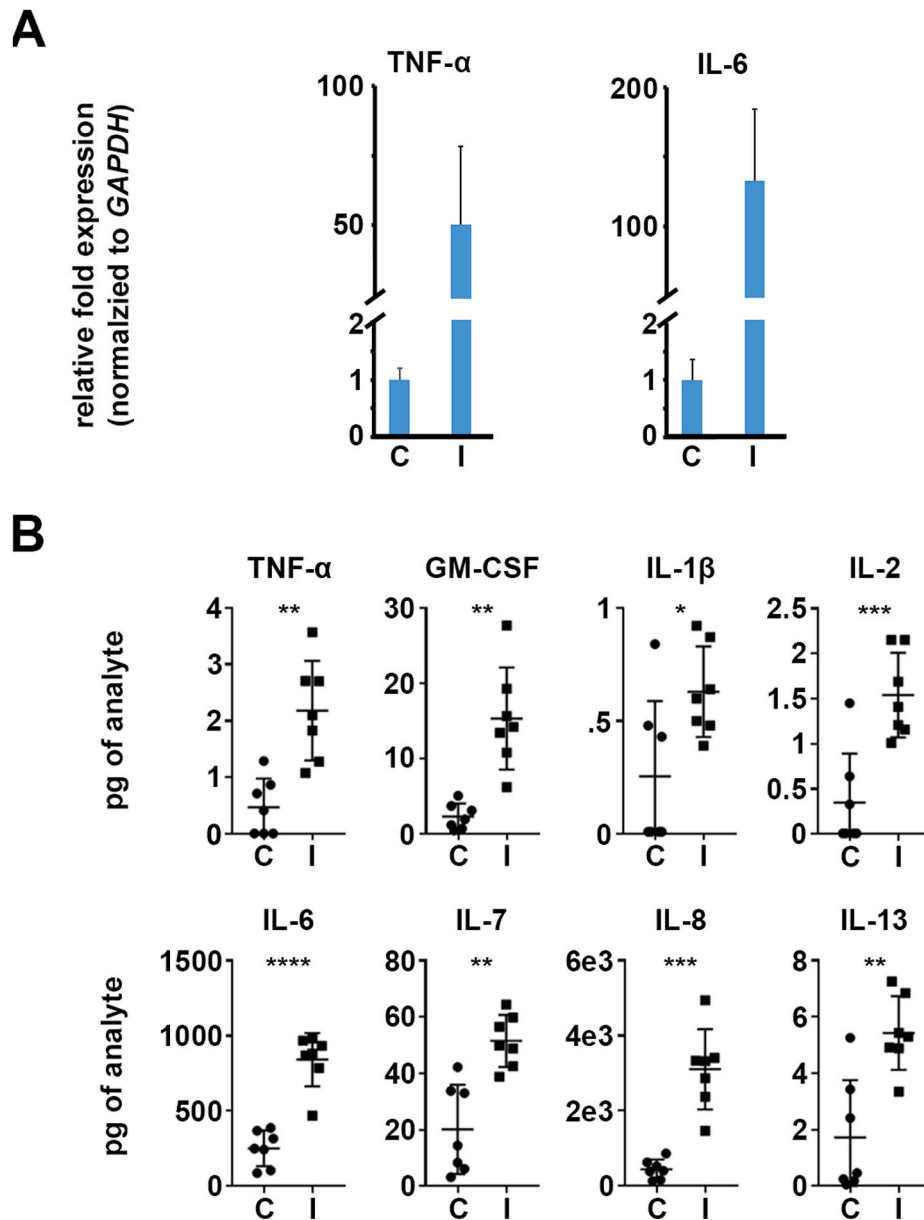 A
TNF-α
IL-6
relative fold expression
(normalzied to GAPDH)
100
50
2
1
0
C I
200
100
2
1
0
C I
B
TNF-α
GM-CSF
IL-1β
IL-2
pg of analyte
**
4
3
2
1
0
C I
**
30
20
10
0
C I
*
1
.5
0
C I
***
2.5
2
1.5
1
0.5
0
C I
IL-6
IL-7
IL-8
IL-13
pg of analyte
****
1500
1000
500
0
C I
**
80
60
40
20
0
C I
***
6e3
4e3
2e3
0
C I
**
8
6
4
2
0
C I